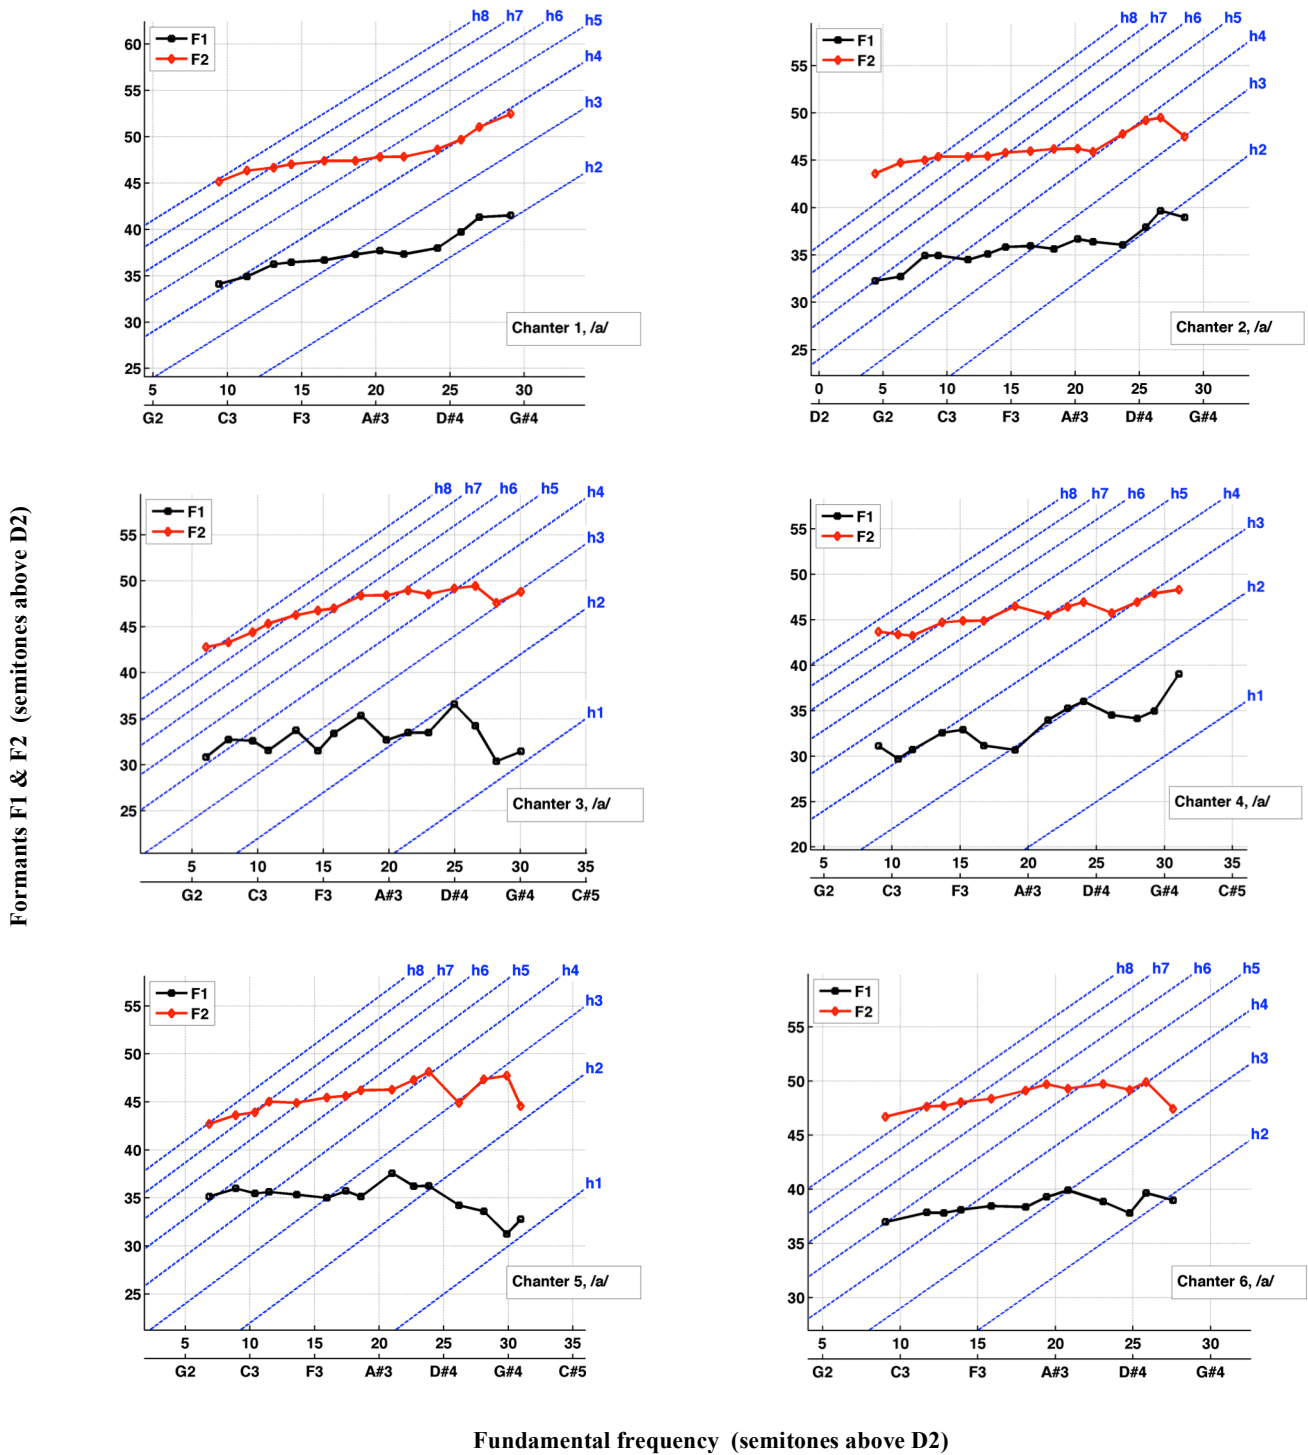 h8 h7 h6 h5 h4 h3 h2
F1
F2
60
55
50
45
40
35
30
25
Chanter 1, /a/
5 10 15 20 25 30
G2 C3 F3 A#3 D#4 G#4
h8 h7 h6 h5 h4 h3 h2
F1
F2
55
50
45
40
35
30
25
Chanter 2, /a/
0 5 10 15 20 25 30
D2 G2 C3 F3 A#3 D#4 G#4
Formants F1 & F2 (semitones above D2)
h8 h7 h6 h5 h4 h3 h2 h1
F1
F2
55
50
45
40
35
30
25
Chanter 3, /a/
5 10 15 20 25 30 35
G2 C3 F3 A#3 D#4 G#4 C#5
h8 h7 h6 h5 h4 h3 h2 h1
F1
F2
55
50
45
40
35
30
25
20
Chanter 4, /a/
5 10 15 20 25 30 35
G2 C3 F3 A#3 D#4 G#4 C#5
h8 h7 h6 h5 h4 h3 h2 h1
F1
F2
55
50
45
40
35
30
25
Chanter 5, /a/
5 10 15 20 25 30 35
G2 C3 F3 A#3 D#4 G#4 C#5
h8 h7 h6 h5 h4 h3 h2
F1
F2
55
50
45
40
35
30
Chanter 6, /a/
5 10 15 20 25 30
G2 C3 F3 A#3 D#4 G#4
Fundamental frequency (semitones above D2)